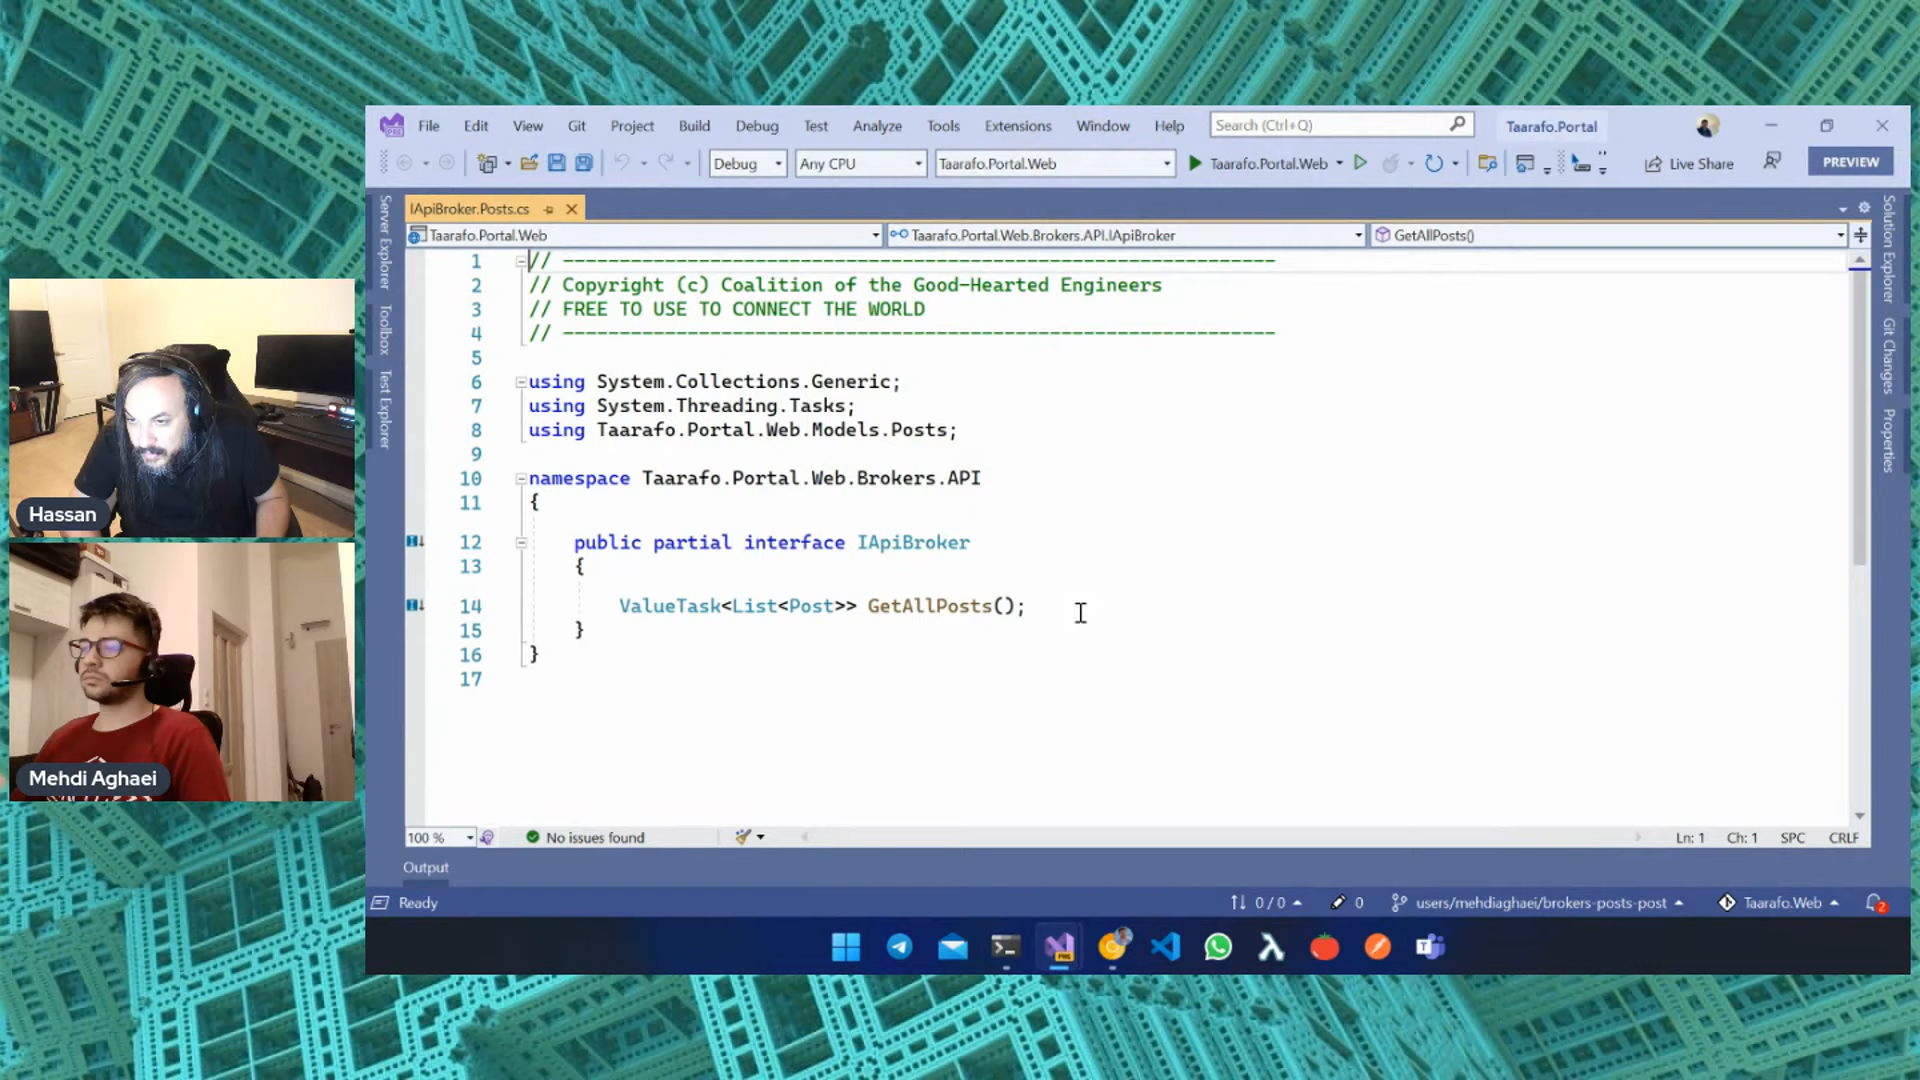 File Edit View Git Project Build Debug Test Analyze Tools Extensions Window Help Search (Ctrl+Q) Taarafo.Portal
Debug Any CPU Taarafo.Portal.Web Taarafo.Portal.Web Live Share PREVIEW
Server Explorer
Toolbox
Test Explorer
IApiBroker.Posts.cs
Taarafo.Portal.Web Taarafo.Portal.Web.Brokers.API.IApiBroker GetAllPosts()
1 // ---------------------------------------------------------------
2 // Copyright (c) Coalition of the Good-Hearted Engineers
3 // FREE TO USE TO CONNECT THE WORLD
4 // ---------------------------------------------------------------
5
6 using System.Collections.Generic;
7 using System.Threading.Tasks;
8 using Taarafo.Portal.Web.Models.Posts;
9
10 namespace Taarafo.Portal.Web.Brokers.API
11 {
12 public partial interface IApiBroker
13 {
14 ValueTask<List<Post>> GetAllPosts();
15 }
16 }
17
Solution Explorer
Git Changes
Properties
100 % No issues found Ln: 1 Ch: 1 SPC CRLF
Output
Ready 0 / 0 0 users/mehdiaghaei/brokers-posts-post Taarafo.Web 2
Hassan
Mehdi Aghaei